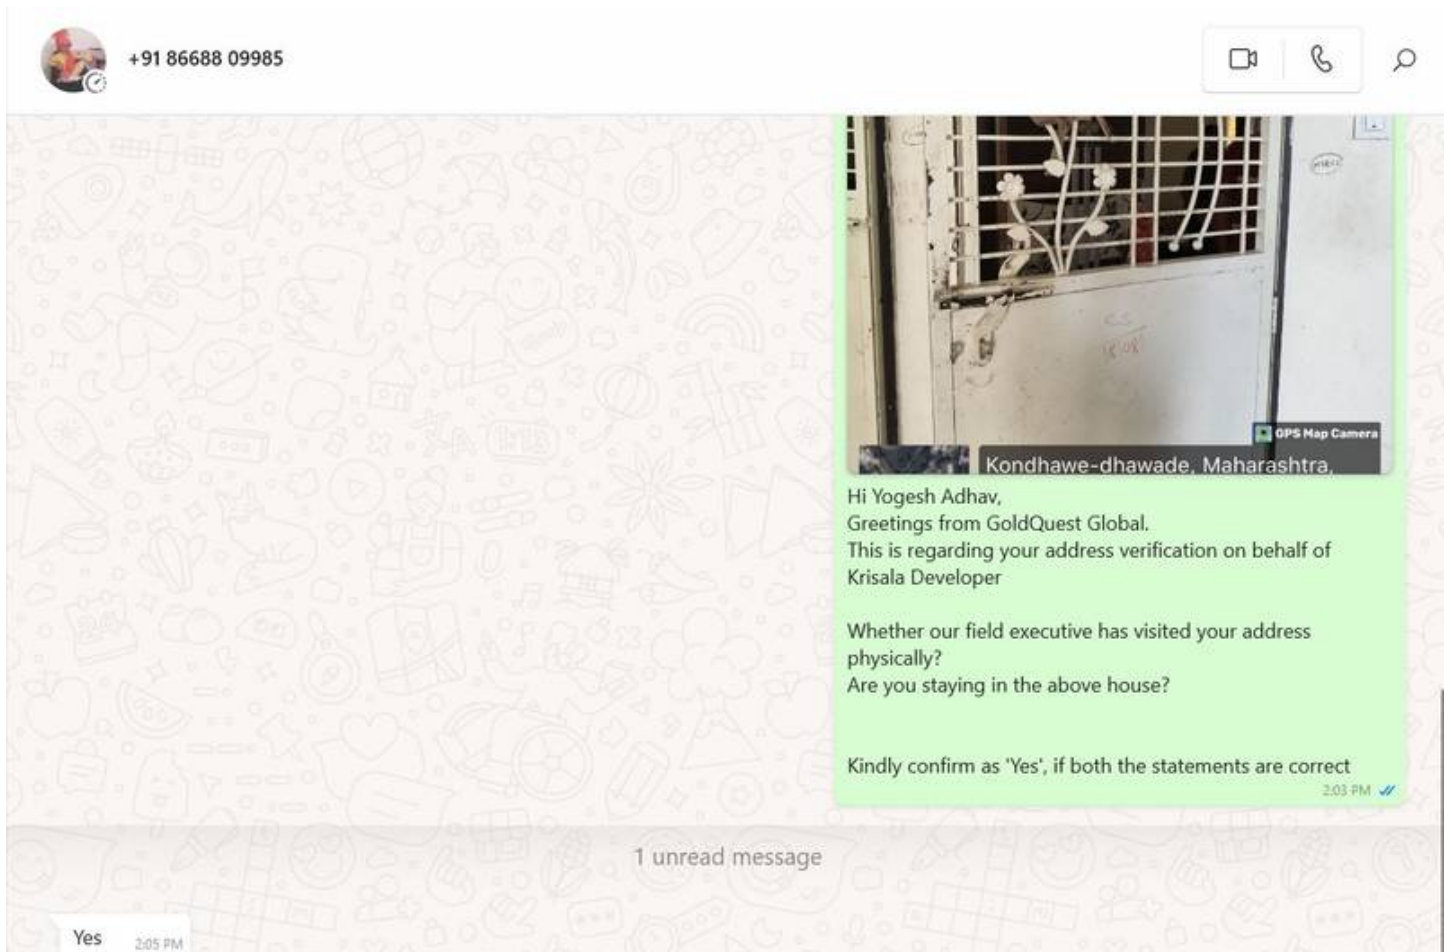 +91 86688 09985
GPS Map Camera
Kondhawe-dhawade, Maharashtra,
Hi Yogesh Adhav,
Greetings from GoldQuest Global.
This is regarding your address verification on behalf of
Krisala Developer
Whether our field executive has visited your address
physically?
Are you staying in the above house?
Kindly confirm as 'Yes', if both the statements are correct
2:03 PM
1 unread message
Yes
2:05 PM